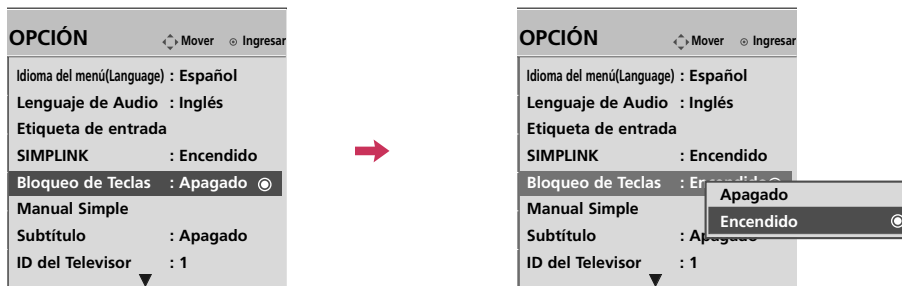 OPCIÓN Mover Ingresar
Idioma del menú(Language) : Español
Lenguaje de Audio : Inglés
Etiqueta de entrada
SIMPLINK : Encendido
Bloqueo de Teclas : Apagado
Manual Simple
Subtítulo : Apagado
ID del Televisor : 1
OPCIÓN Mover Ingresar
Idioma del menú(Language) : Español
Lenguaje de Audio : Inglés
Etiqueta de entrada
SIMPLINK : Encendido
Bloqueo de Teclas : Encendido
Apagado
Manual Simple
Encendido
Subtítulo : Apagado
ID del Televisor : 1